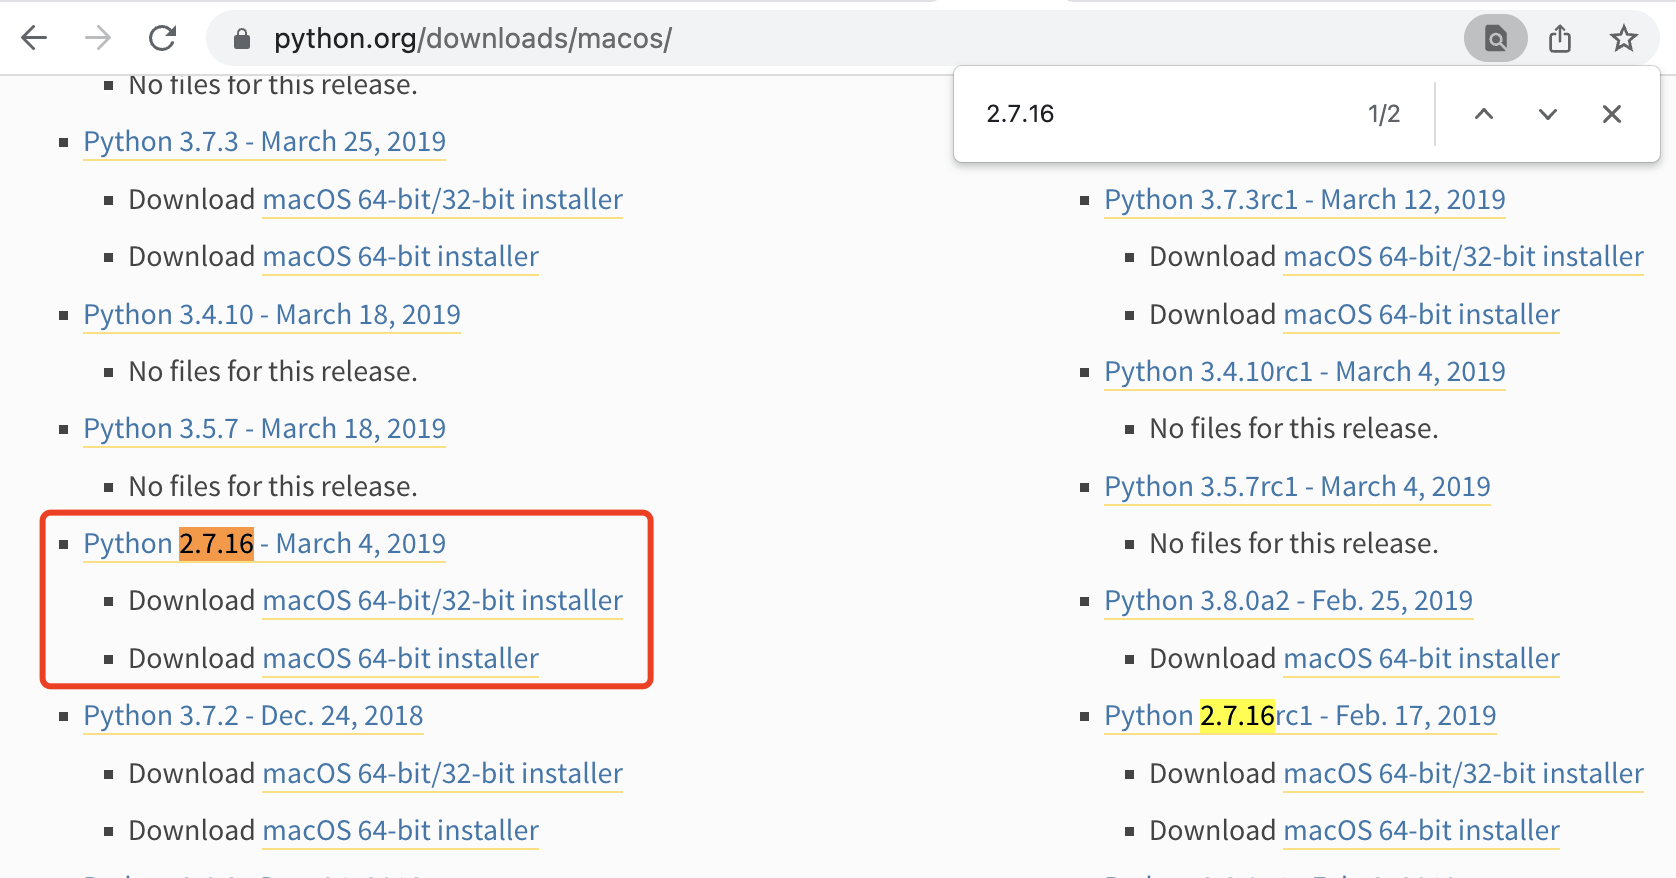 python.org/downloads/macos/
2.7.16
1/2
No files for this release.
Python 3.7.3 - March 25, 2019
Download macOS 64-bit/32-bit installer
Download macOS 64-bit installer
Python 3.4.10 - March 18, 2019
No files for this release.
Python 3.5.7 - March 18, 2019
No files for this release.
Python 2.7.16 - March 4, 2019
Download macOS 64-bit/32-bit installer
Download macOS 64-bit installer
Python 3.7.2 - Dec. 24, 2018
Download macOS 64-bit/32-bit installer
Download macOS 64-bit installer
Python 3.7.3rc1 - March 12, 2019
Download macOS 64-bit/32-bit installer
Download macOS 64-bit installer
Python 3.4.10rc1 - March 4, 2019
No files for this release.
Python 3.5.7rc1 - March 4, 2019
No files for this release.
Python 3.8.0a2 - Feb. 25, 2019
Download macOS 64-bit installer
Python 2.7.16rc1 - Feb. 17, 2019
Download macOS 64-bit/32-bit installer
Download macOS 64-bit installer